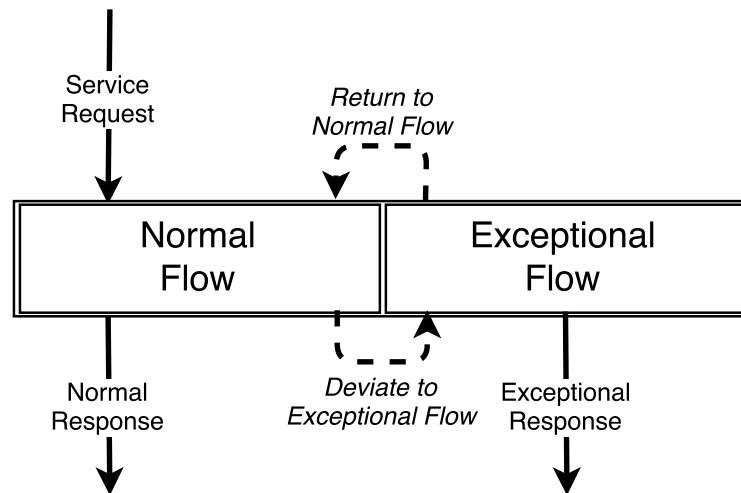 Service
Request
Return to
Normal Flow
Normal
Flow
Exceptional
Flow
Normal
Response
Deviate to
Exceptional Flow
Exceptional
Response